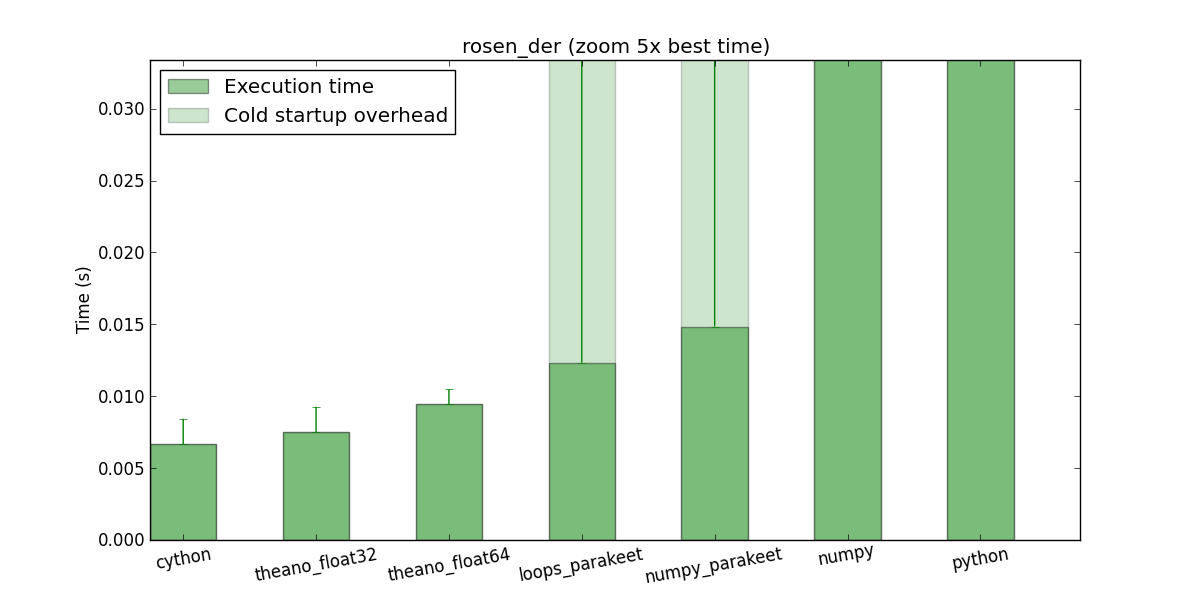 rosen_der (zoom 5x best time)
Execution time
Cold startup overhead
Time (s)
0.030
0.025
0.020
0.015
0.010
0.005
0.000
cython
theano_float32
theano_float64
loops_parakeet
numpy_parakeet
numpy
python